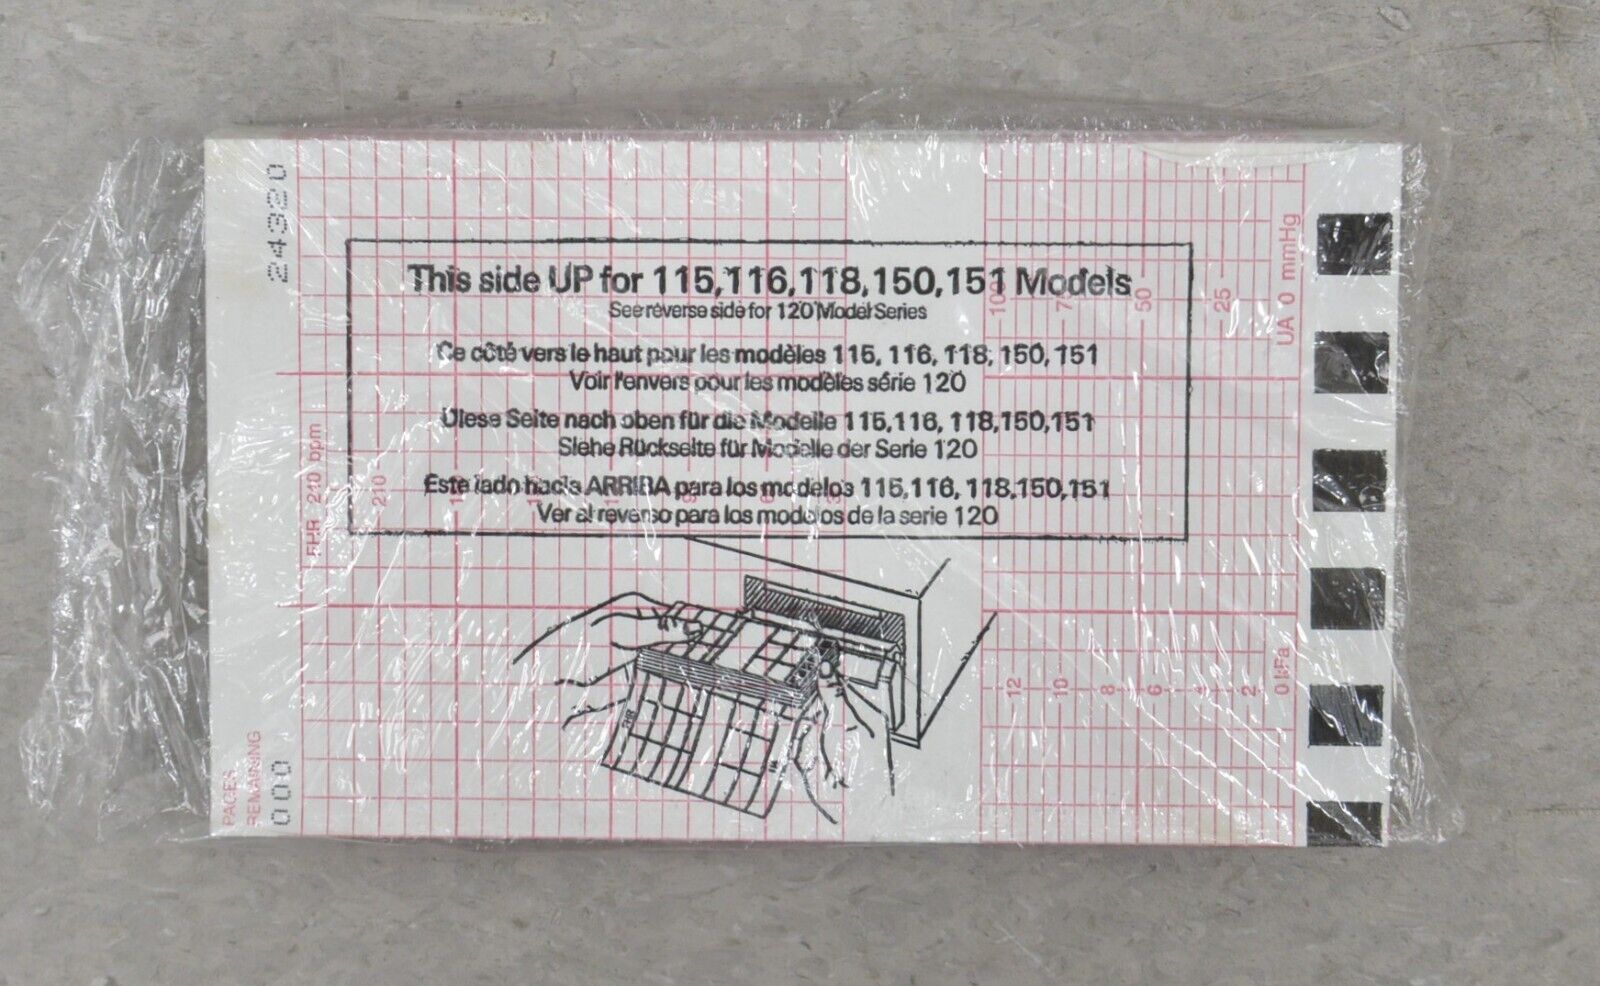 This side UP for 115,116,118,150,151 Models
See reverse side for 120 Model Series
Ce côté vers le haut pour les modèles 115, 116, 118, 150, 151
Voir l'envers pour les modèles série 120
Diese Seite nach oben für die Modelle 115,116, 118,150,151
Siehe Rückseite für Modelle der Serie 120
Este lado hacia ARRIBA para los modelos 115,116, 118,150,151
Ver al reverso para los modelos de la serie 120
24320
FHR 240 bpm
210
100
75
50
25
UA 0 mmHg
12
10
8
6
4
2
0 kPa
PAGES
REMAINING
000